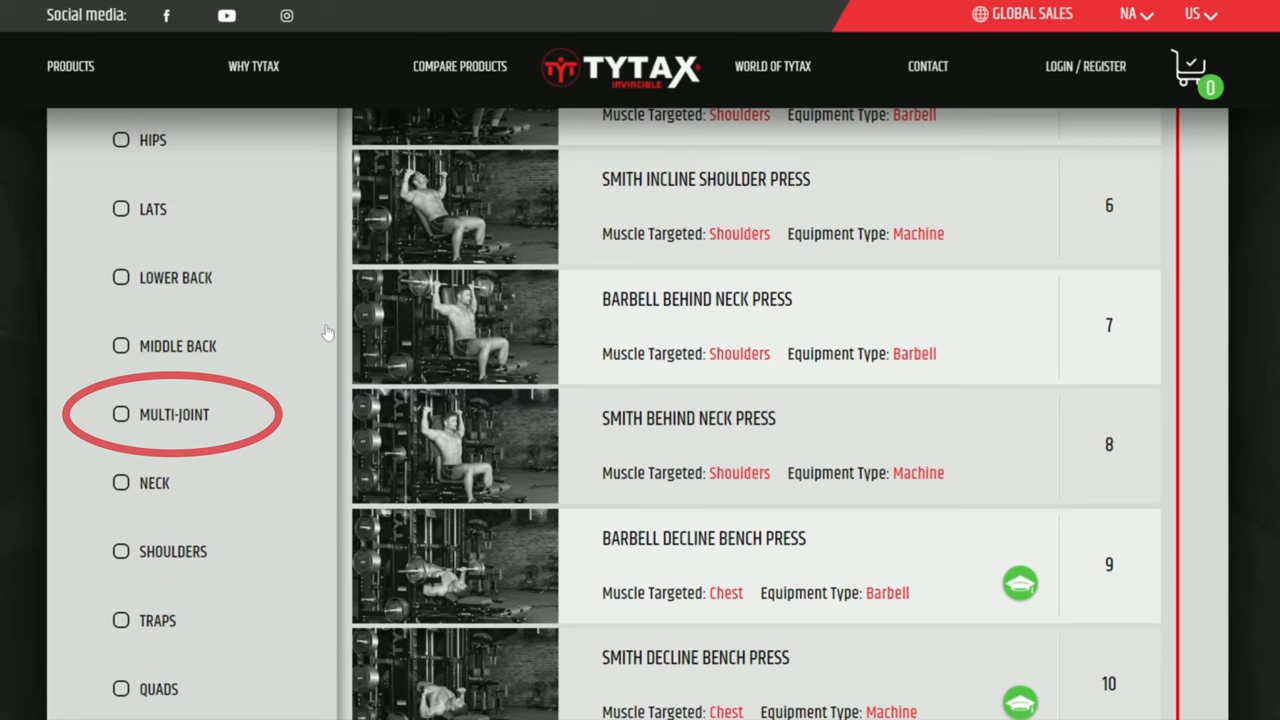 Social media:
GLOBAL SALES
NA
US
PRODUCTS
WHY TYTAX
COMPARE PRODUCTS
TYTAX
INVINCIBLE
WORLD OF TYTAX
CONTACT
LOGIN / REGISTER
0
HIPS
LATS
LOWER BACK
MIDDLE BACK
MULTI-JOINT
NECK
SHOULDERS
TRAPS
QUADS
Muscle Targeted: Shoulders Equipment Type: Barbell
SMITH INCLINE SHOULDER PRESS
Muscle Targeted: Shoulders Equipment Type: Machine
6
BARBELL BEHIND NECK PRESS
Muscle Targeted: Shoulders Equipment Type: Barbell
7
SMITH BEHIND NECK PRESS
Muscle Targeted: Shoulders Equipment Type: Machine
8
BARBELL DECLINE BENCH PRESS
Muscle Targeted: Chest Equipment Type: Barbell
9
SMITH DECLINE BENCH PRESS
Muscle Targeted: Chest Equipment Type: Machine
10